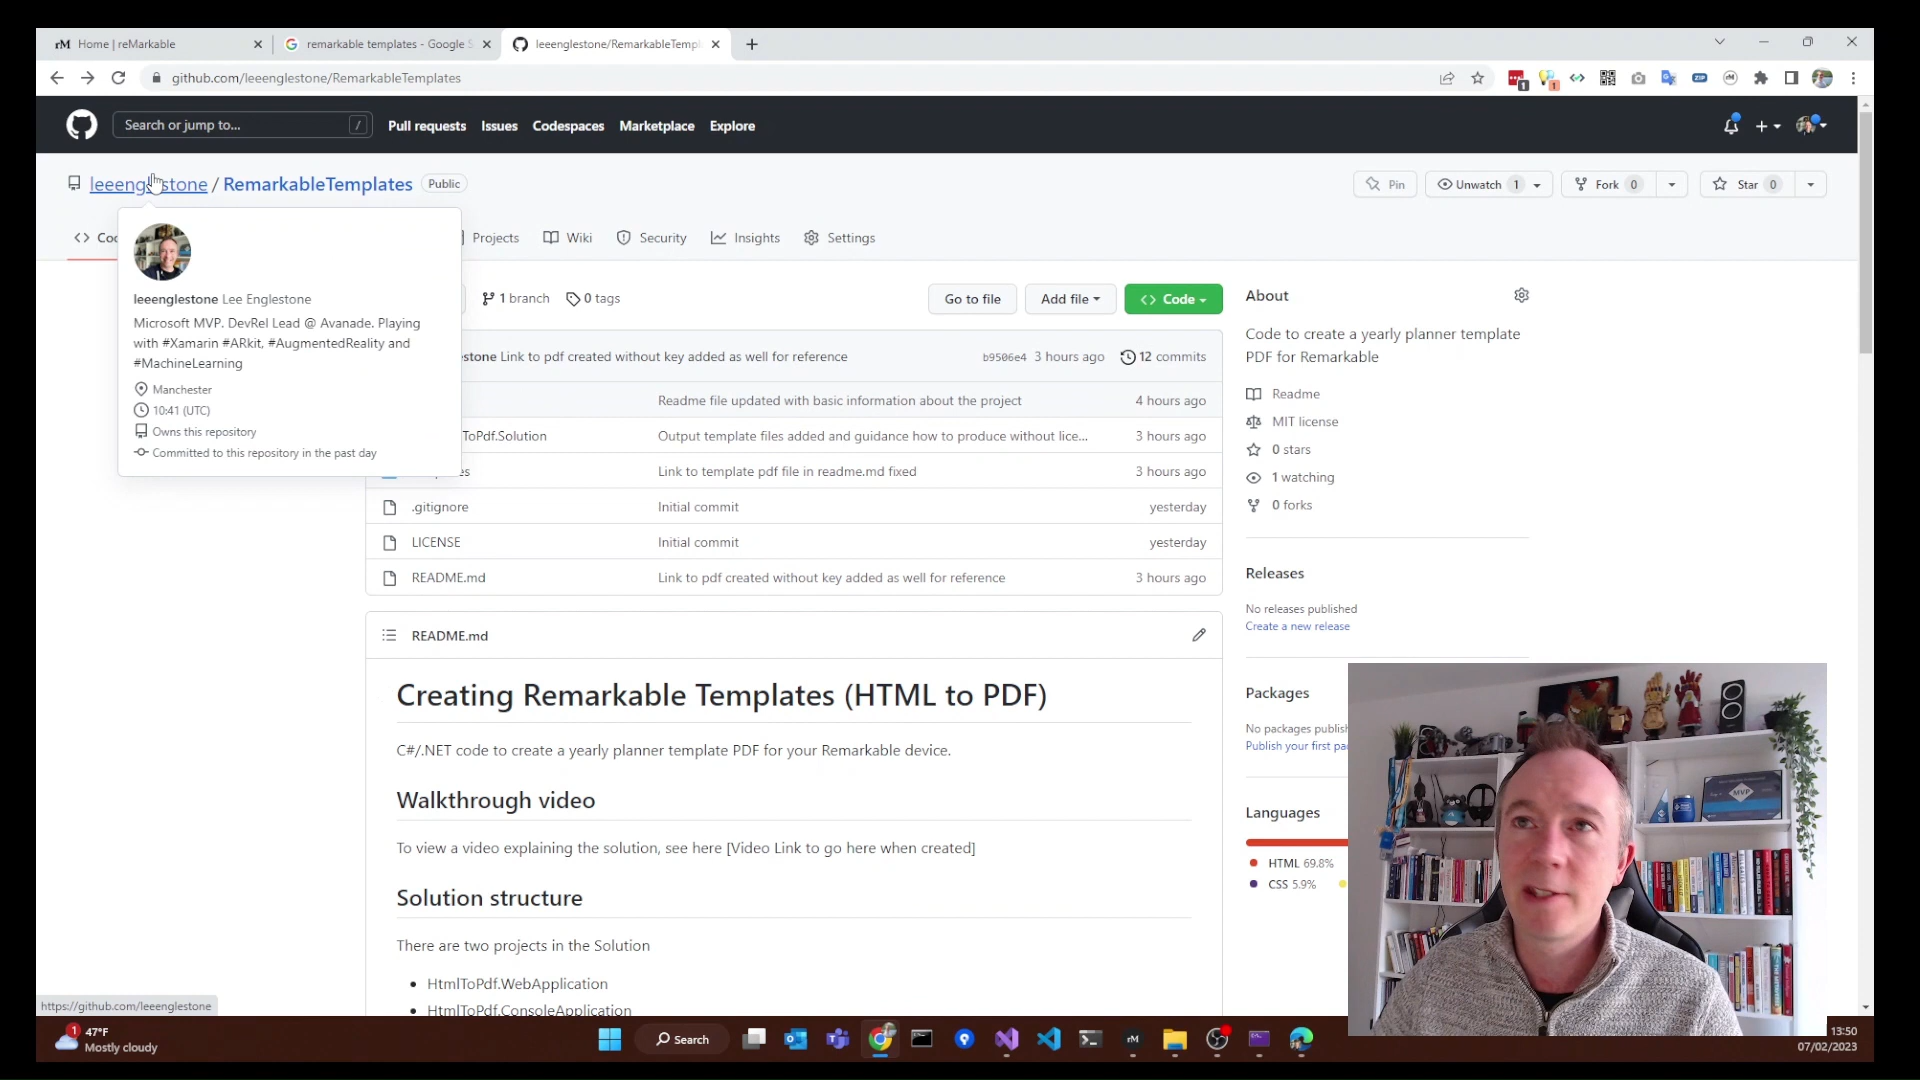 rM Home | reMarkable
remarkable templates - Google S
leeenglestone/RemarkableTempl
github.com/leeenglestone/RemarkableTemplates
Search or jump to...
/
Pull requests
Issues
Codespaces
Marketplace
Explore
leeenglestone / RemarkableTemplates
Public
Pin
Unwatch 1
Fork 0
Star 0
Projects
Wiki
Security
Insights
Settings
leeenglestone Lee Englestone
Microsoft MVP. DevRel Lead @ Avanade. Playing
with #Xamarin #ARkit, #AugmentedReality and
#MachineLearning
Manchester
10:41 (UTC)
Owns this repository
Committed to this repository in the past day
1 branch
0 tags
Go to file
Add file
Code
stone Link to pdf created without key added as well for reference
b9506e4 3 hours ago
12 commits
Readme file updated with basic information about the project
4 hours ago
ToPdf.Solution
Output template files added and guidance how to produce without lice...
3 hours ago
Link to template pdf file in readme.md fixed
3 hours ago
.gitignore
Initial commit
yesterday
LICENSE
Initial commit
yesterday
README.md
Link to pdf created without key added as well for reference
3 hours ago
README.md
Creating Remarkable Templates (HTML to PDF)
C#/.NET code to create a yearly planner template PDF for your Remarkable device.
Walkthrough video
To view a video explaining the solution, see here [Video Link to go here when created]
Solution structure
There are two projects in the Solution
HtmlToPdf.WebApplication
HtmlToPdf.ConsoleApplication
About
Code to create a yearly planner template
PDF for Remarkable
Readme
MIT license
0 stars
1 watching
0 forks
Releases
No releases published
Create a new release
Packages
No packages publish
Publish your first pa
Languages
HTML 69.8%
CSS 5.9%
MVP
https://github.com/leeenglestone
1
47°F
Mostly cloudy
Search
rM
13:50
07/02/2023